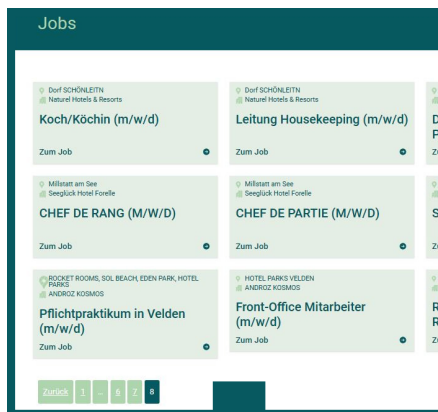 Jobs
Dorf SCHÖNLEITN
Naturel Hotels & Resorts
Koch/Köchin (m/w/d)
Zum Job
Dorf SCHÖNLEITN
Naturel Hotels & Resorts
Leitung Housekeeping (m/w/d)
Zum Job
Millstatt am See
Seeglück Hotel Forelle
CHEF DE RANG (M/W/D)
Zum Job
Millstatt am See
Seeglück Hotel Forelle
CHEF DE PARTIE (M/W/D)
Zum Job
ROCKET ROOMS, SOL BEACH, EDEN PARK, HOTEL
PARKS
ANDROZ KOSMOS
Pflichtpraktikum in Velden
(m/w/d)
Zum Job
HOTEL PARKS VELDEN
ANDROZ KOSMOS
Front-Office Mitarbeiter
(m/w/d)
Zum Job
Zurück 1 … 6 7 8